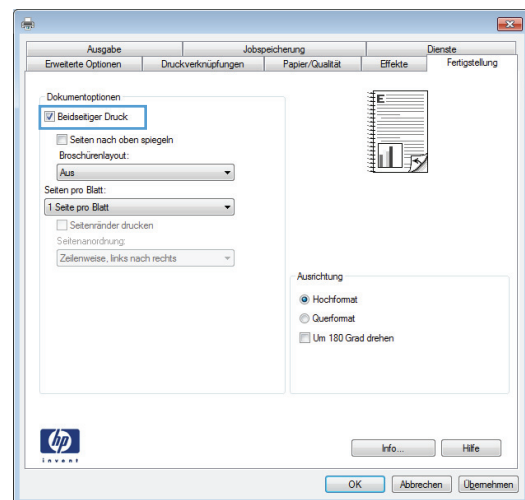 Ausgabe Jobspeicherung Dienste
Erweiterte Optionen Druckverknüpfungen Papier/Qualität Effekte Fertigstellung
Dokumentoptionen
Beidseitiger Druck
Seiten nach oben spiegeln
Broschürenlayout:
Aus
Seiten pro Blatt:
1 Seite pro Blatt
Seitenränder drucken
Seitenanordnung:
Zeilenweise, links nach rechts
E
Ausrichtung
Hochformat
Querformat
Um 180 Grad drehen
hp
invent
Info... Hilfe
OK Abbrechen Übernehmen